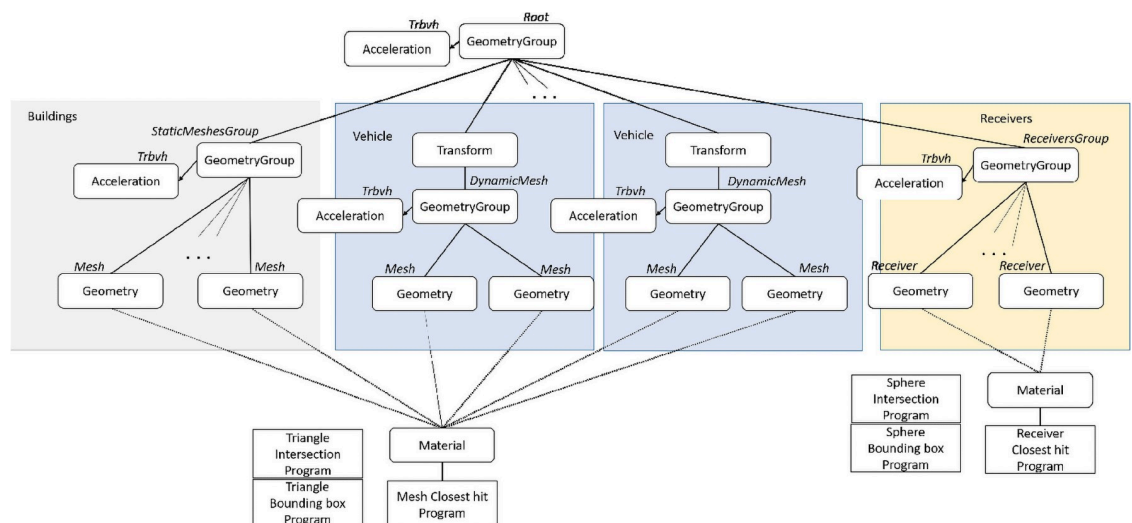 Root
Trbvh
GeometryGroup
Acceleration
. . .
Buildings
StaticMeshesGroup
Trbvh
GeometryGroup
Acceleration
. . .
Mesh
Mesh
Geometry
Geometry
Vehicle
Transform
DynamicMesh
Trbvh
GeometryGroup
Acceleration
Mesh
Mesh
Geometry
Geometry
Vehicle
Transform
DynamicMesh
Trbvh
GeometryGroup
Acceleration
Mesh
Mesh
Geometry
Geometry
Receivers
ReceiversGroup
Trbvh
GeometryGroup
Acceleration
. . .
Receiver
Receiver
Geometry
Geometry
Triangle
Intersection
Program
Triangle
Bounding box
Program
Material
Mesh Closest hit
Program
Sphere
Intersection
Program
Sphere
Bounding box
Program
Material
Receiver
Closest hit
Program